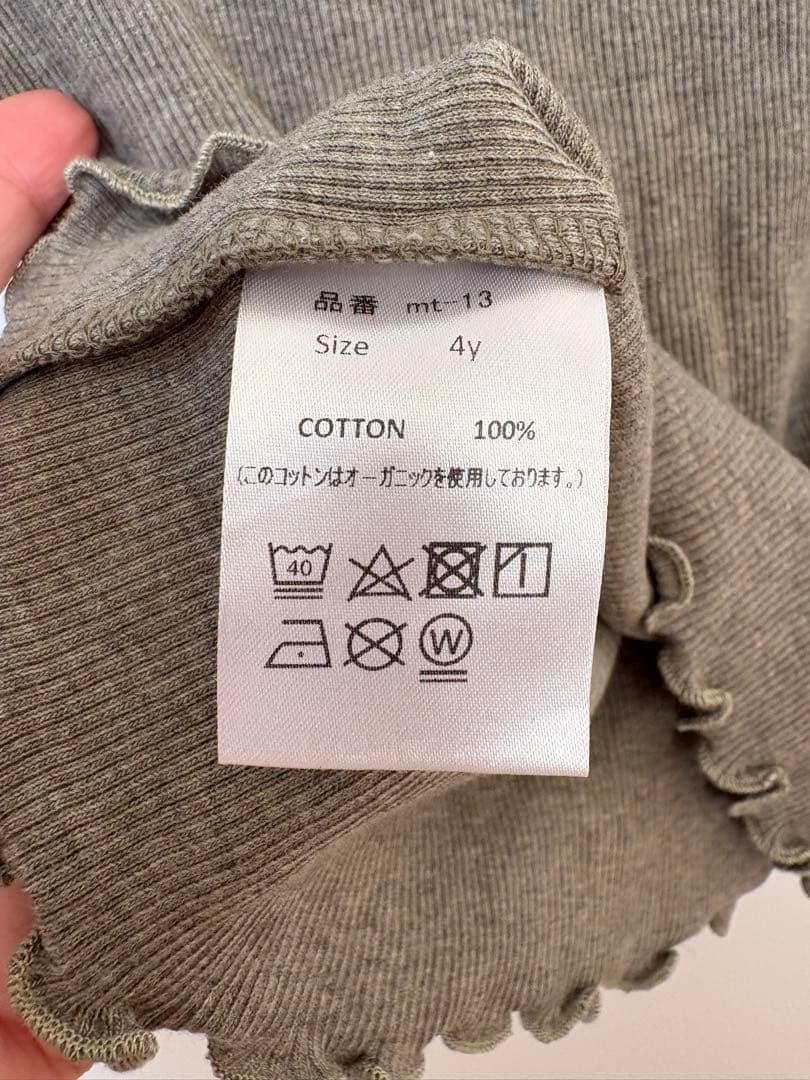 品番 mt-13
Size 4y
COTTON 100%
(このコットンはオーガニックを使用しております。)
40
W